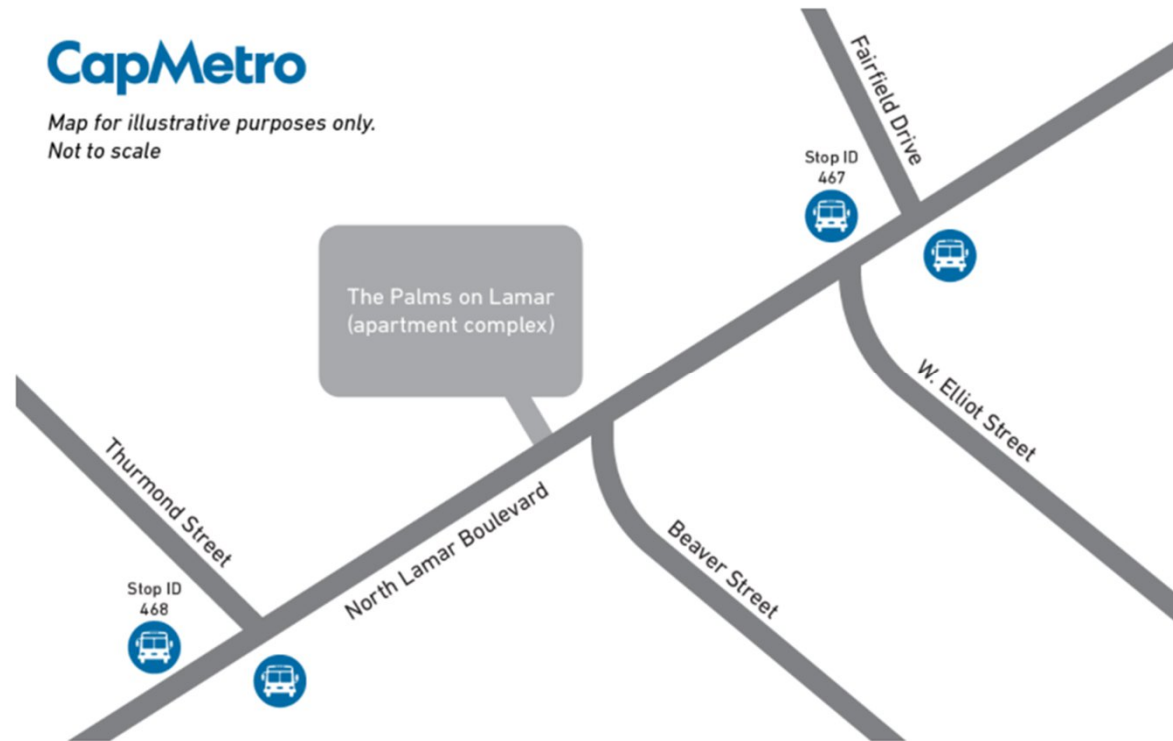 CapMetro
Map for illustrative purposes only.
Not to scale
Fairfield Drive
Stop ID
467
The Palms on Lamar
(apartment complex)
W. Elliot Street
Thurmond Street
North Lamar Boulevard
Beaver Street
Stop ID
468